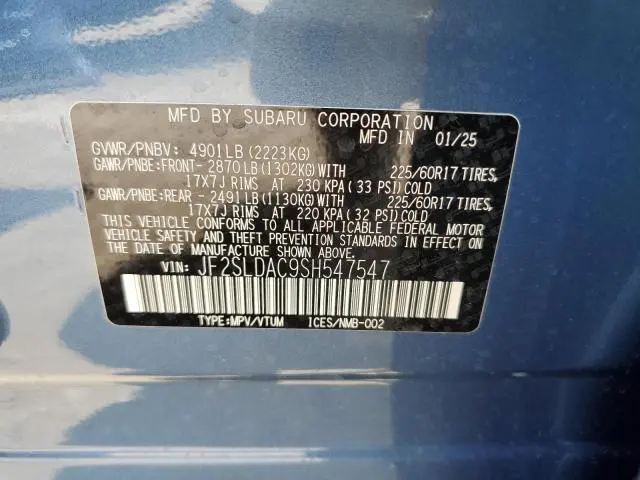 MFD BY SUBARU CORPORATION
MFD IN 01/25
GVWR/PNBV: 4901LB (2223KG)
GAWR/PNBE:FRONT- 2870 LB (1302KG) WITH 225/60R17 TIRES,
17X7J RIMS AT 230 KPA (33 PSI) COLD
GAWR/PNBE:REAR - 2491 LB (1130KG) WITH 225/60R17 TIRES,
17X7J RIMS AT 220 KPA (32 PSI) COLD
THIS VEHICLE CONFORMS TO ALL APPLICABLE FEDERAL MOTOR
VEHICLE SAFETY AND THEFT PREVENTION STANDARDS IN EFFECT ON
THE DATE OF MANUFACTURE SHOWN ABOVE.
VIN: JF2SLDAC9SH547547
TYPE:MPV/VTUM ICES/NMB-002